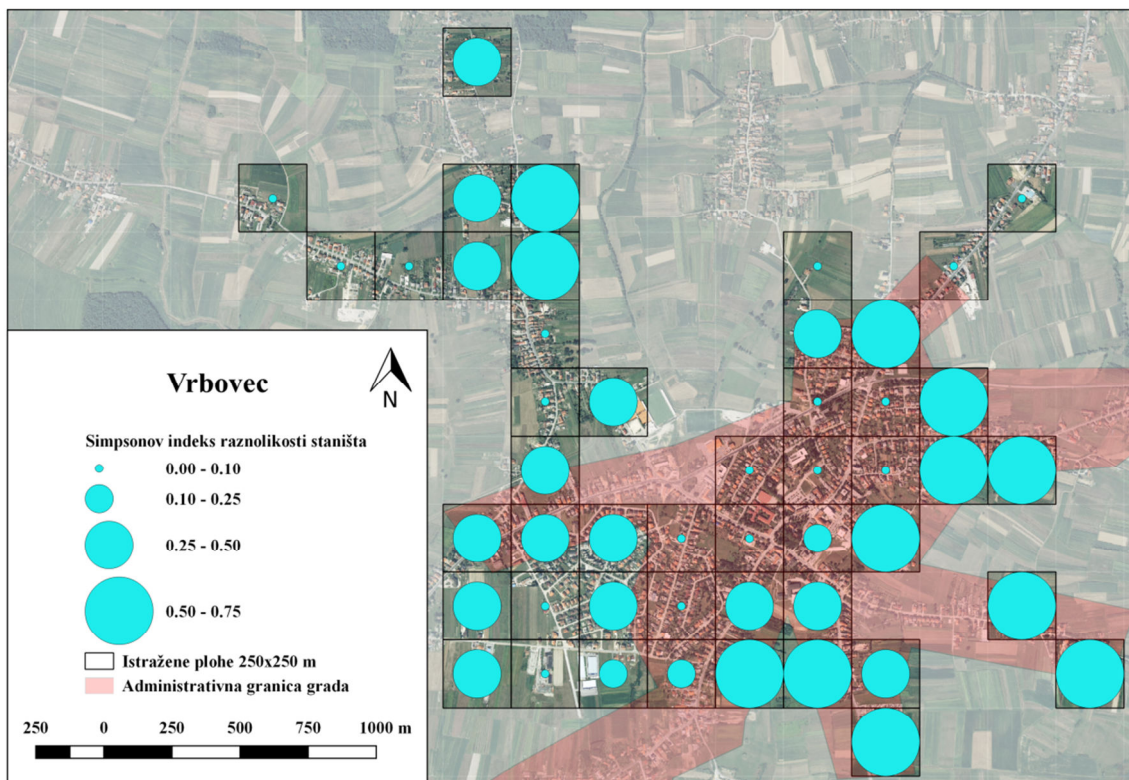 Vrbovec
N
Simpsonov indeks raznolikosti staništa
0.00 - 0.10
0.10 - 0.25
0.25 - 0.50
0.50 - 0.75
Istražene plohe 250x250 m
Administrativna granica grada
250 0 250 500 750 1000 m